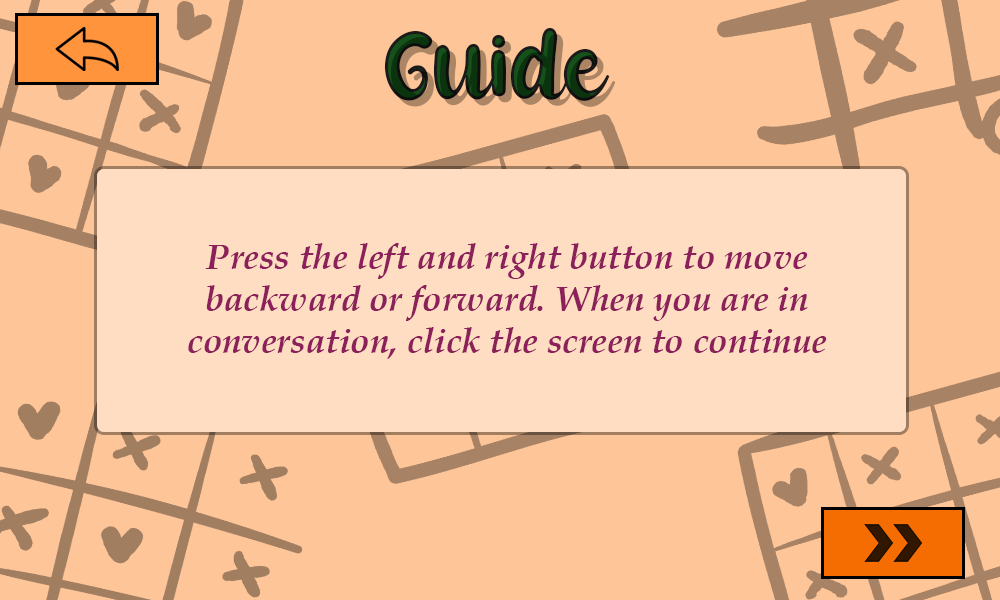 Guide
Press the left and right button to move
backward or forward. When you are in
conversation, click the screen to continue